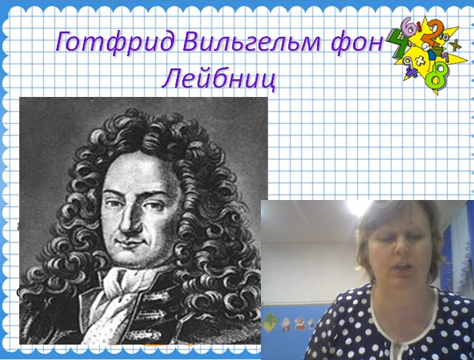 Готфрид Вильгельм фон
Лейбниц